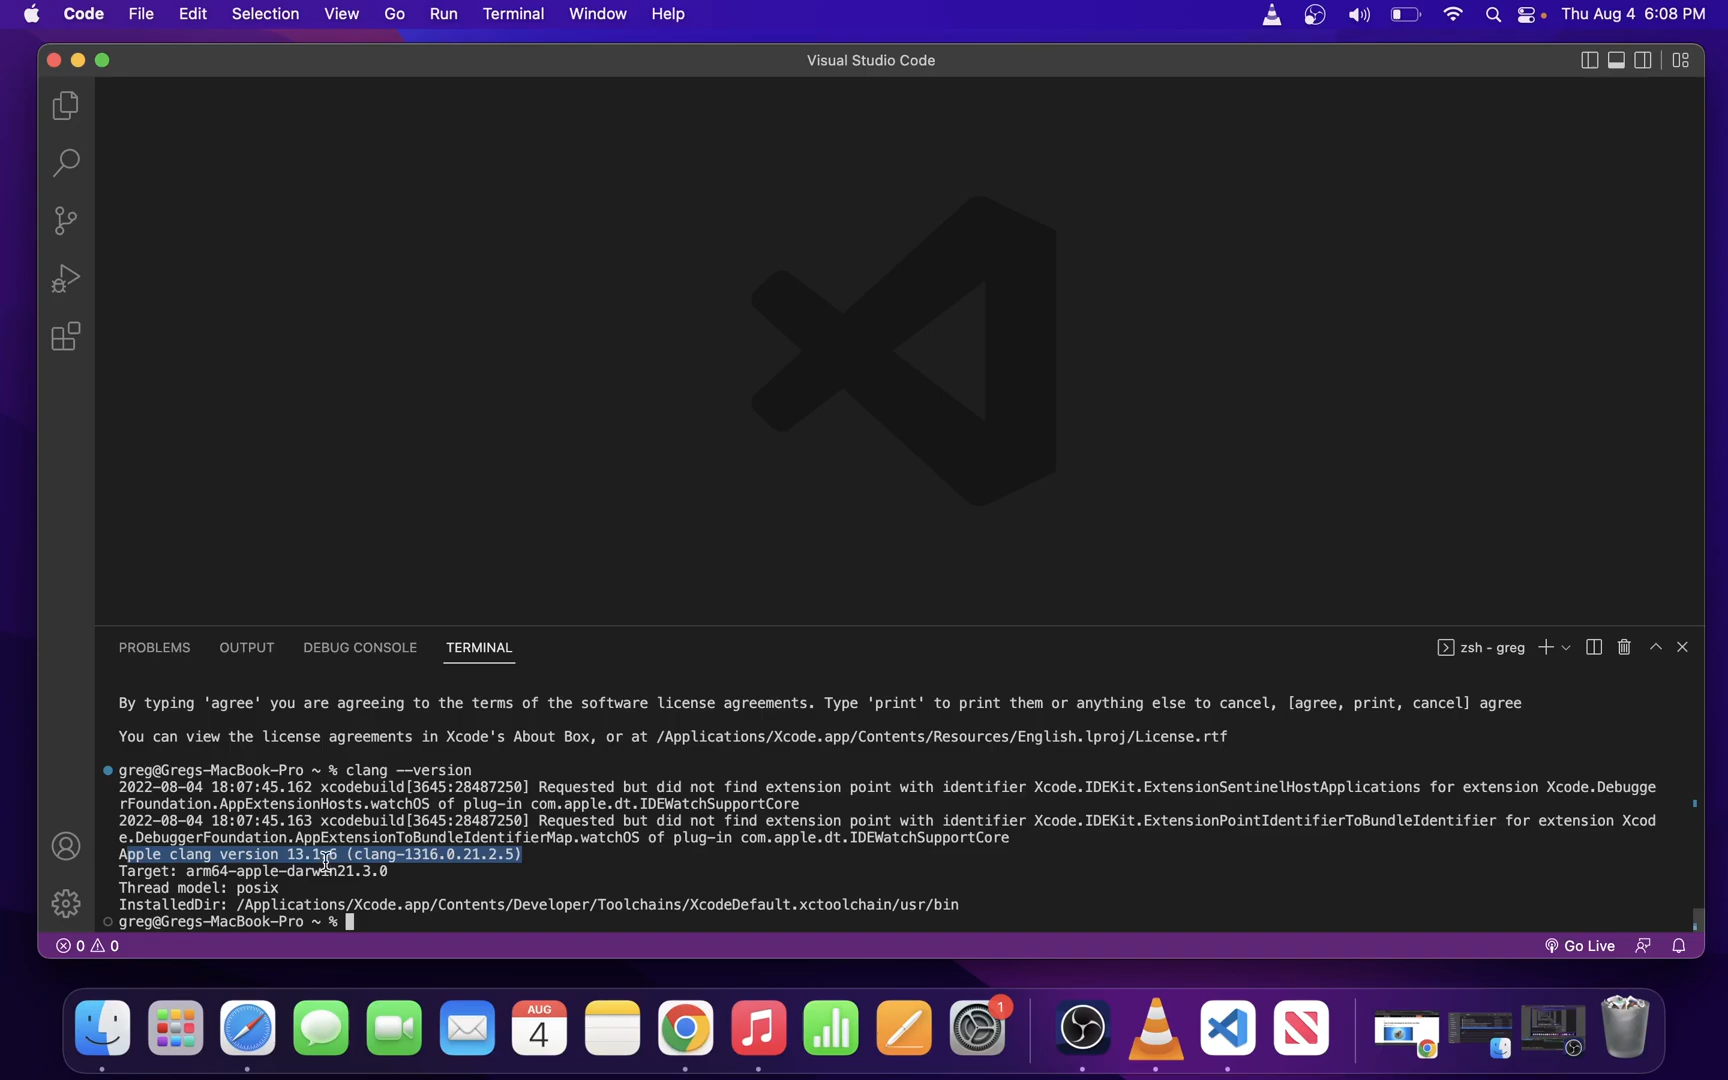 Code File Edit Selection View Go Run Terminal Window Help Thu Aug 4 6:08 PM
Visual Studio Code
PROBLEMS OUTPUT DEBUG CONSOLE TERMINAL zsh - greg
By typing 'agree' you are agreeing to the terms of the software license agreements. Type 'print' to print them or anything else to cancel, [agree, print, cancel] agree
You can view the license agreements in Xcode's About Box, or at /Applications/Xcode.app/Contents/Resources/English.lproj/License.rtf
greg@Gregs-MacBook-Pro ~ % clang --version
2022-08-04 18:07:45.162 xcodebuild[3645:28487250] Requested but did not find extension point with identifier Xcode.IDEKit.ExtensionSentinelHostApplications for extension Xcode.Debugge
rFoundation.AppExtensionHosts.watchOS of plug-in com.apple.dt.IDEWatchSupportCore
2022-08-04 18:07:45.163 xcodebuild[3645:28487250] Requested but did not find extension point with identifier Xcode.IDEKit.ExtensionPointIdentifierToBundleIdentifier for extension Xcod
e.DebuggerFoundation.AppExtensionToBundleIdentifierMap.watchOS of plug-in com.apple.dt.IDEWatchSupportCore
Apple clang version 13.1.6 (clang-1316.0.21.2.5)
Target: arm64-apple-darwin21.3.0
Thread model: posix
InstalledDir: /Applications/Xcode.app/Contents/Developer/Toolchains/XcodeDefault.xctoolchain/usr/bin
greg@Gregs-MacBook-Pro ~ %
0 0 Go Live
AUG 1
4